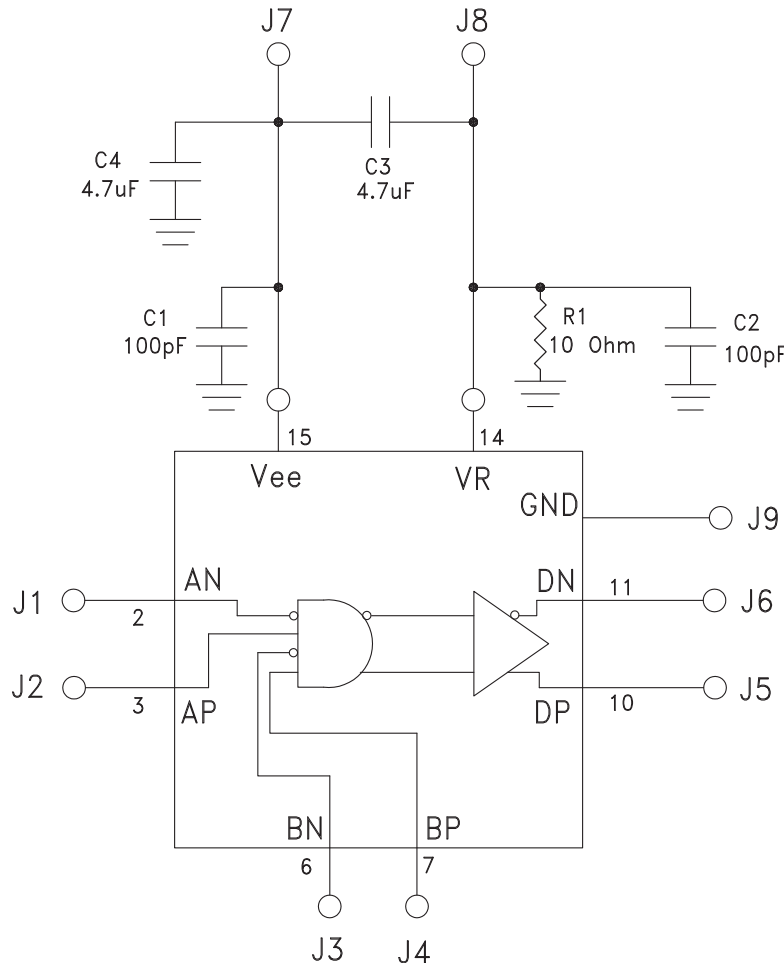 J7
J8
C4
4.7uF
C3
4.7uF
C1
100pF
R1
10 Ohm
C2
100pF
15
14
Vee
VR
GND
J9
AN
DN
J1
2
11
J6
J2
3
AP
DP
10
J5
BN
BP
6
7
J3
J4